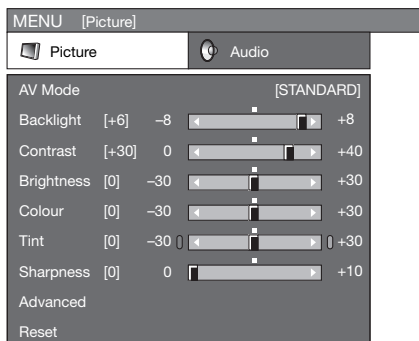 MENU [Picture]
Picture Audio
AV Mode [STANDARD]
Backlight [+6] –8 +8
Contrast [+30] 0 +40
Brightness [0] –30 +30
Colour [0] –30 +30
Tint [0] –30 +30
Sharpness [0] 0 +10
Advanced
Reset